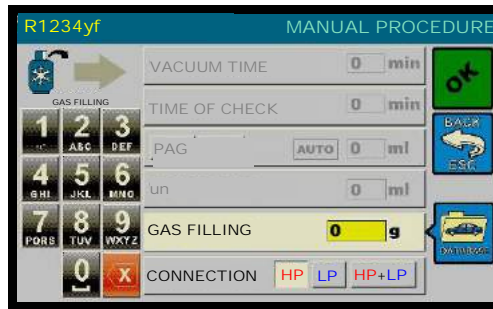 R1234yf MANUAL PROCEDURE
VACUUM TIME 0 min
GAS FILLING
TIME OF CHECK 0 min
PAG AUTO 0 ml
un 0 ml
GAS FILLING 0 g
CONNECTION HP LP HP+LP
1
2 ABC
3 DEF
4 GHI
5 JKL
6 MNO
7 PQRS
8 TUV
9 WXYZ
0 X
OK
BACK
ESC
DATABASE